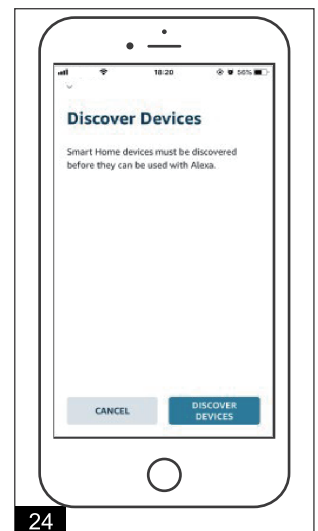 18:20 56%
Discover Devices
Smart Home devices must be discovered
before they can be used with Alexa.
CANCEL
DISCOVER
DEVICES
24